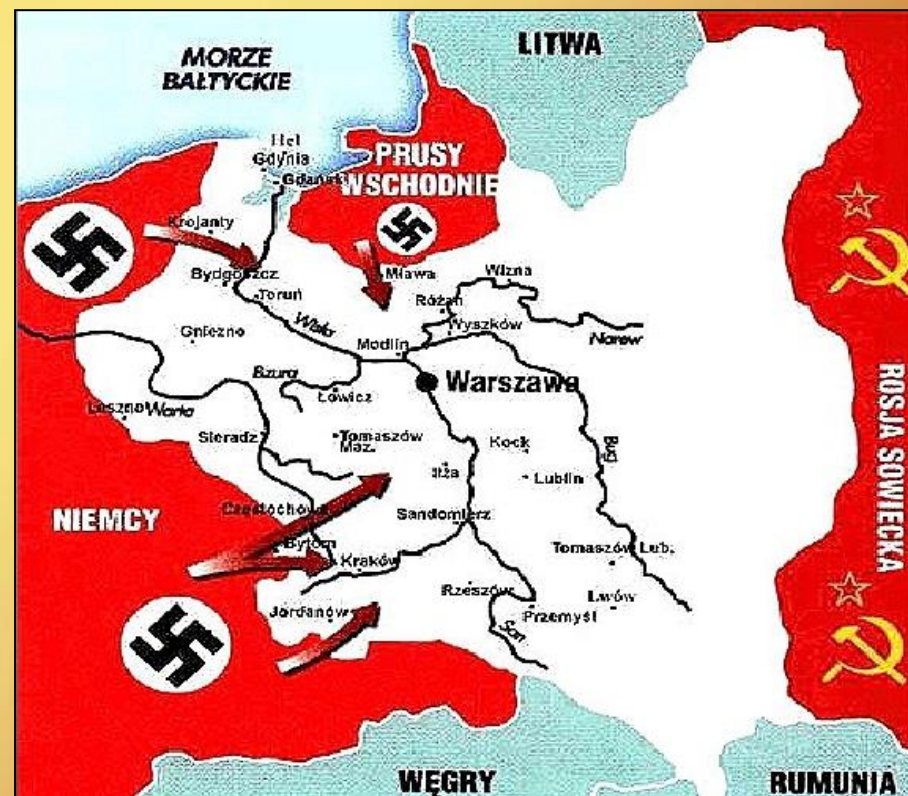 MORZE
BAŁTYCKIE
LITWA
Hel
Gdynia
Gdańsk
PRUSY
WSCHODNIE
Krojanty
Bydgoszcz
Toruń
Mława
Wizna
Różan
Wyszków
Gniezno
Wisła
Modlin
Narew
Bzura
Warszawa
Łowicz
Leszno
Warta
Sieradz
Tomaszów
Maz.
Kock
Bug
Iłża
Lublin
ROSJA SOWIECKA
NIEMCY
Częstochowa
Sandomierz
Bytom
Kraków
Tomaszów Lub.
Rzeszów
Lwów
Jordanów
Przemyśl
San
WĘGRY
RUMUNIA